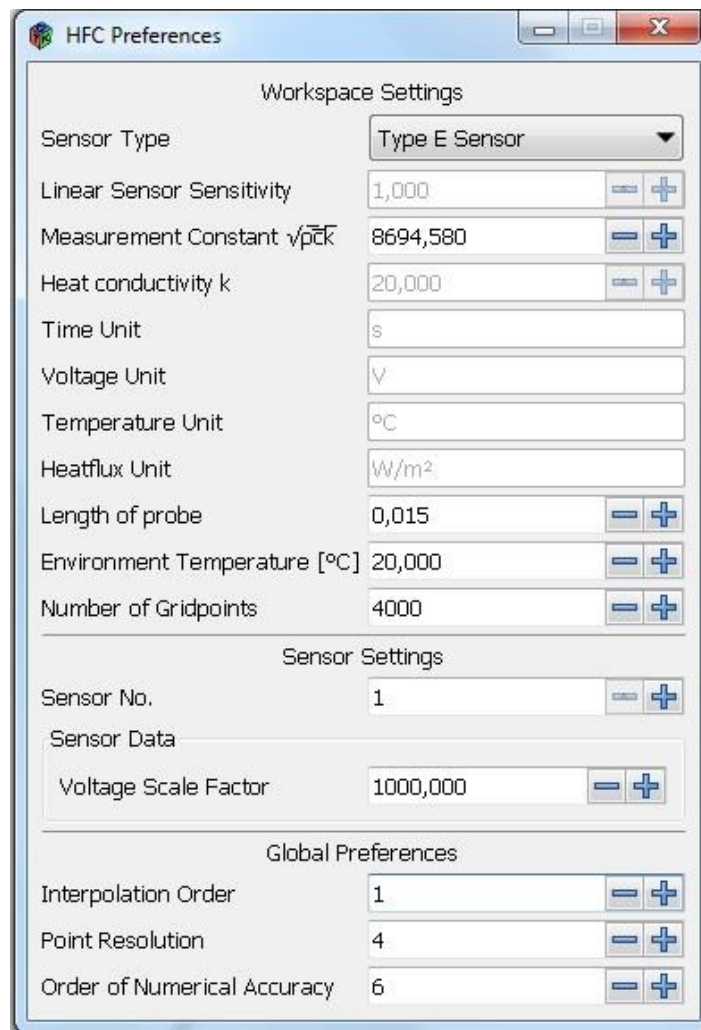 HFC Preferences
Workspace Settings
Sensor Type Type E Sensor
Linear Sensor Sensitivity 1,000
Measurement Constant √ρck 8694,580
Heat conductivity k 20,000
Time Unit s
Voltage Unit V
Temperature Unit ºC
Heatflux Unit W/m²
Length of probe 0,015
Environment Temperature [ºC] 20,000
Number of Gridpoints 4000
Sensor Settings
Sensor No. 1
Sensor Data
Voltage Scale Factor 1000,000
Global Preferences
Interpolation Order 1
Point Resolution 4
Order of Numerical Accuracy 6